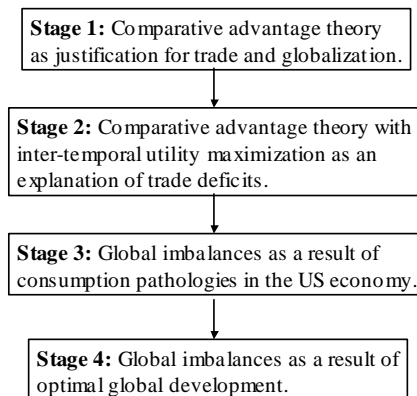 Stage 1: Comparative advantage theory
as justification for trade and globalization.
Stage 2: Comparative advantage theory with
inter-temporal utility maximization as an
explanation of trade deficits.
Stage 3: Global imbalances as a result of
consumption pathologies in the US economy.
Stage 4: Global imbalances as a result of
optimal global development.